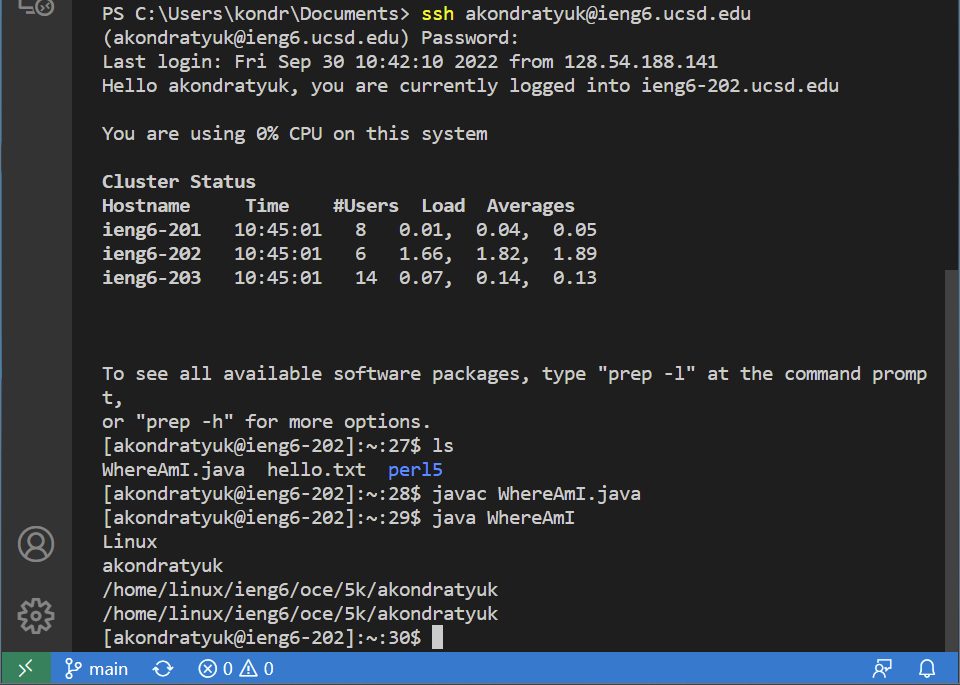 PS C:\Users\kondr\Documents> ssh akondratyuk@ieng6.ucsd.edu
(akondratyuk@ieng6.ucsd.edu) Password:
Last login: Fri Sep 30 10:42:10 2022 from 128.54.188.141
Hello akondratyuk, you are currently logged into ieng6-202.ucsd.edu
You are using 0% CPU on this system
Cluster Status
Hostname     Time    #Users  Load  Averages
ieng6-201   10:45:01   8   0.01,  0.04,  0.05
ieng6-202   10:45:01   6   1.66,  1.82,  1.89
ieng6-203   10:45:01   14  0.07,  0.14,  0.13
To see all available software packages, type "prep -l" at the command promp
t,
or "prep -h" for more options.
[akondratyuk@ieng6-202]:~:27$ ls
WhereAmI.java  hello.txt  perl5
[akondratyuk@ieng6-202]:~:28$ javac WhereAmI.java
[akondratyuk@ieng6-202]:~:29$ java WhereAmI
Linux
akondratyuk
/home/linux/ieng6/oce/5k/akondratyuk
/home/linux/ieng6/oce/5k/akondratyuk
[akondratyuk@ieng6-202]:~:30$
main 0 0